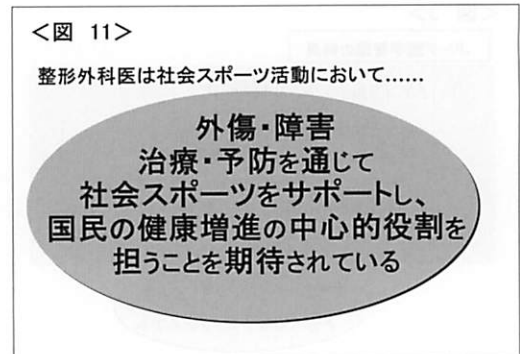 <図 11>
整形外科医は社会スポーツ活動において……
外傷・障害
治療・予防を通じて
社会スポーツをサポートし、
国民の健康増進の中心的役割を
担うことを期待されている